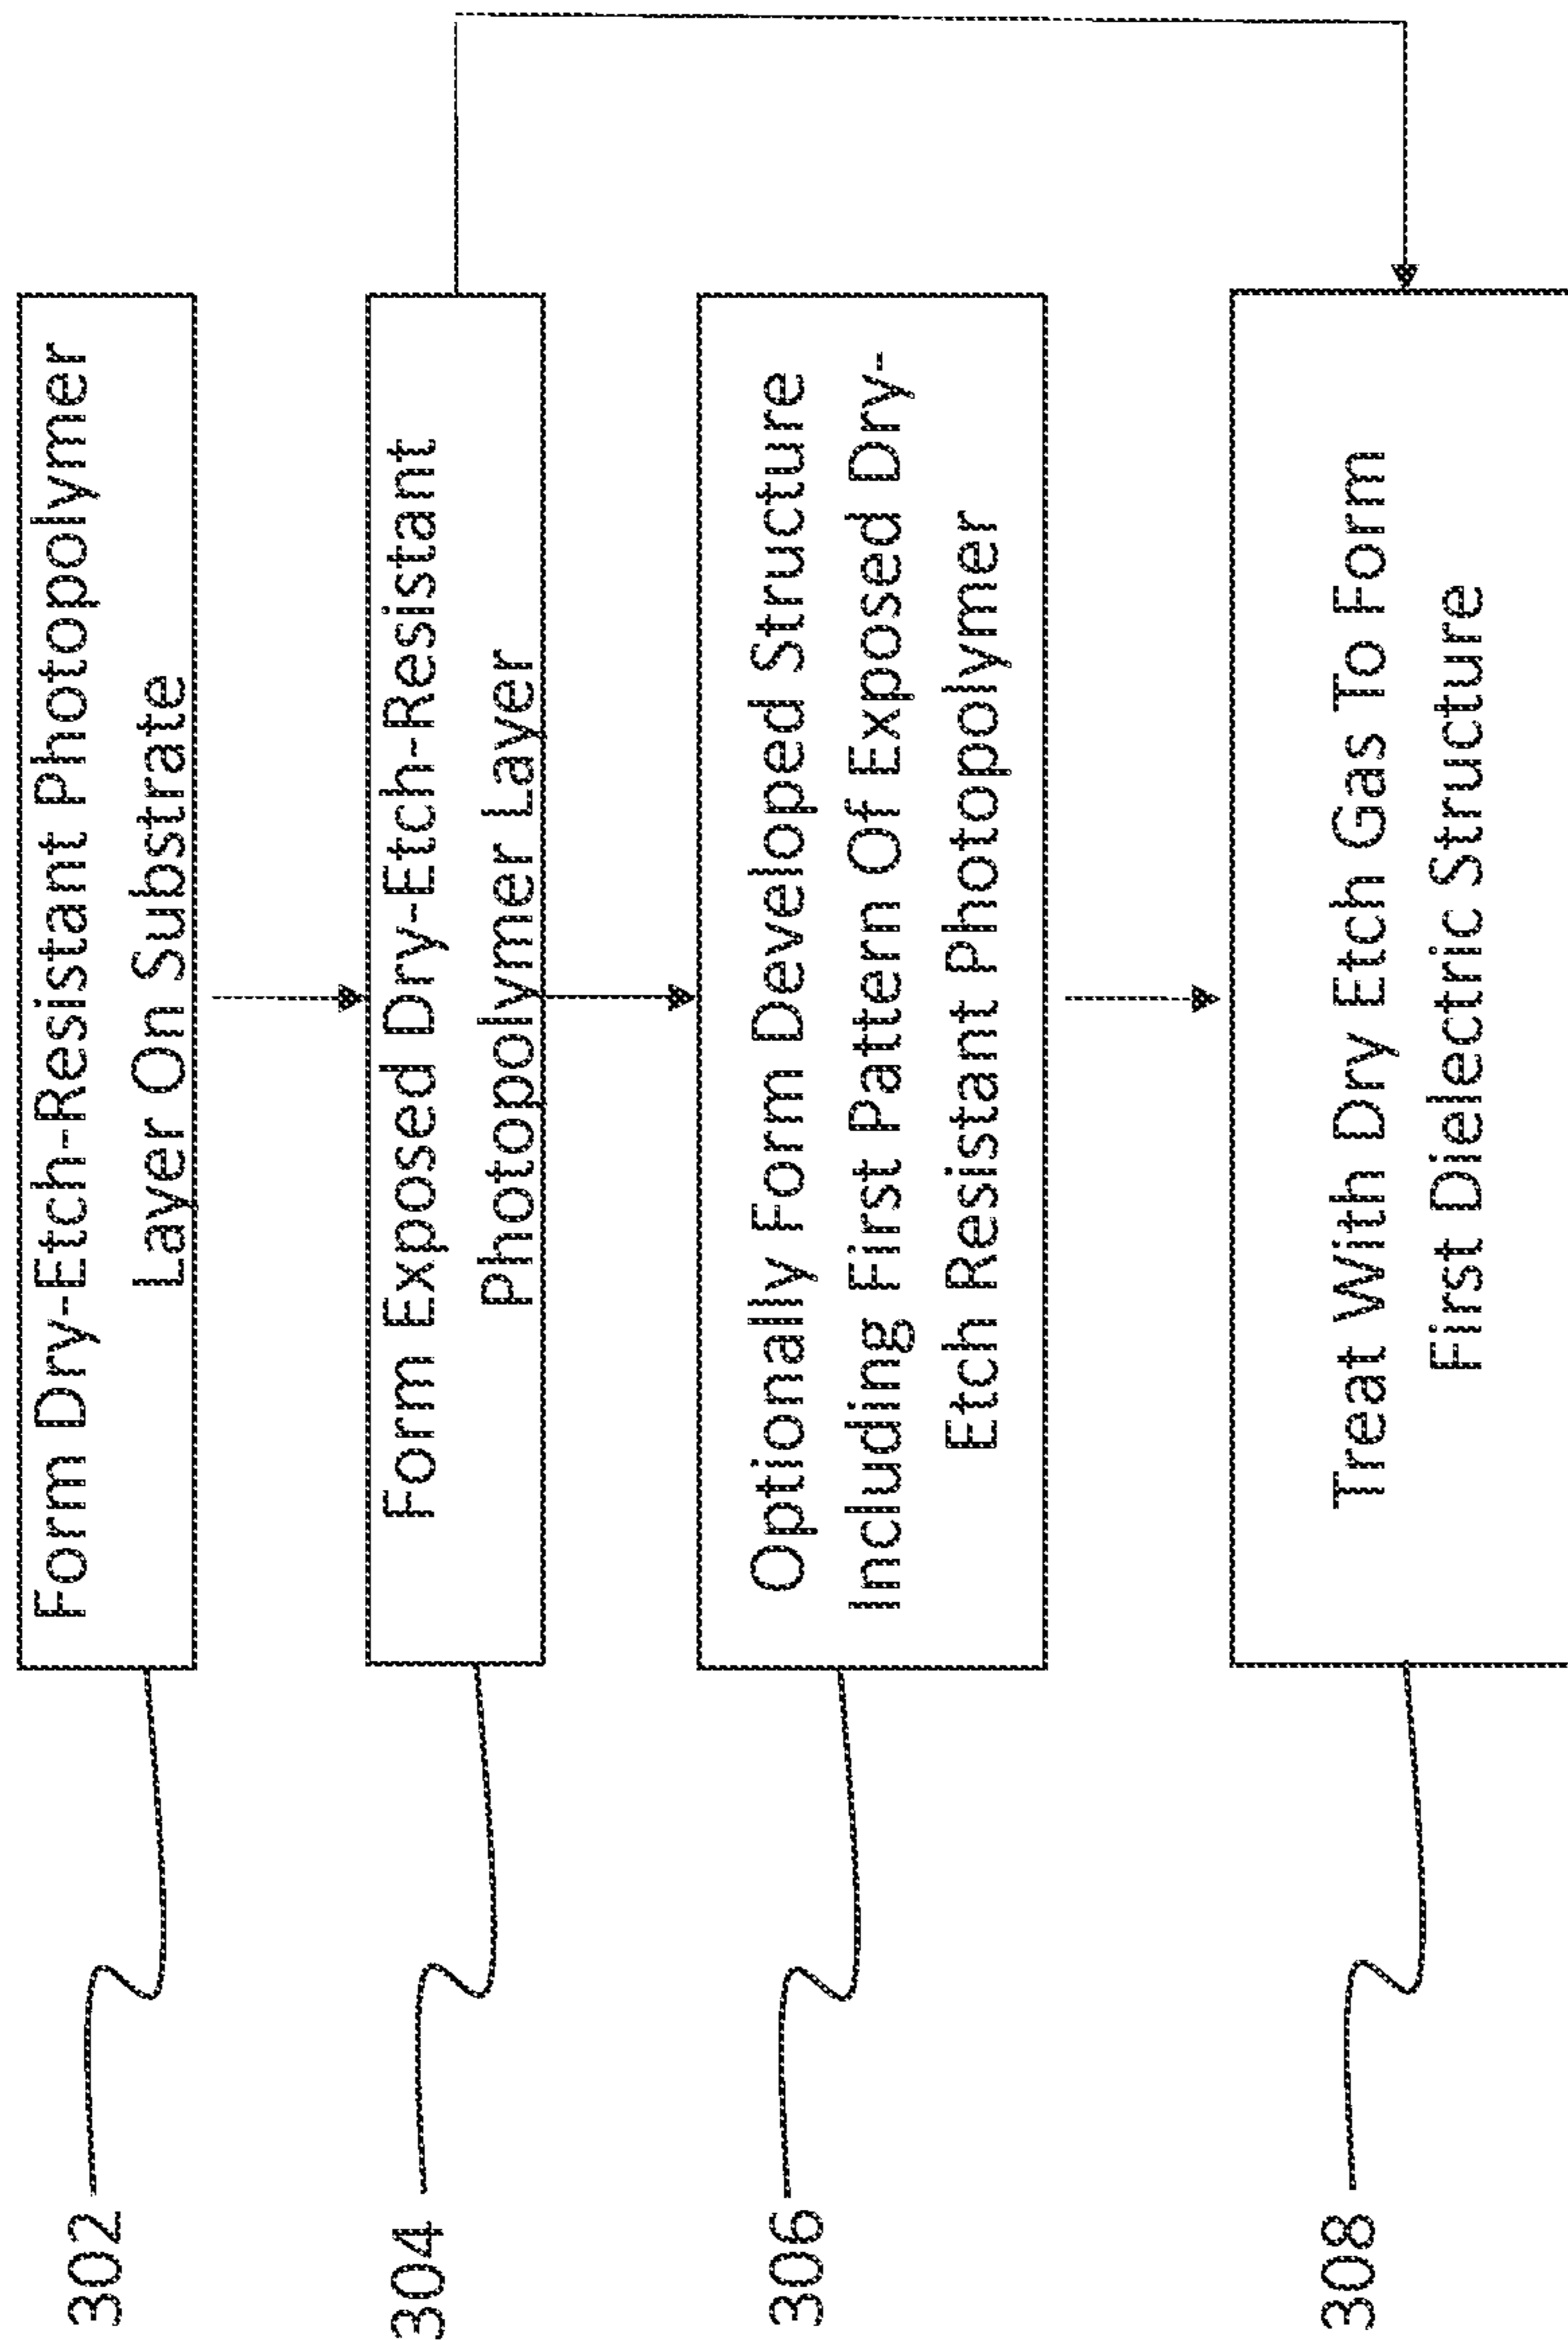 302
Form Dry-Etch-Resistant Photopolymer
Layer On Substrate
304
Form Exposed Dry-Etch-Resistant
Photopolymer Layer
306
Optionally Form Developed Structure
Including First Pattern Of Exposed Dry-
Etch Resistant Photopolymer
308
Treat With Dry Etch Gas To Form
First Dielectric Structure